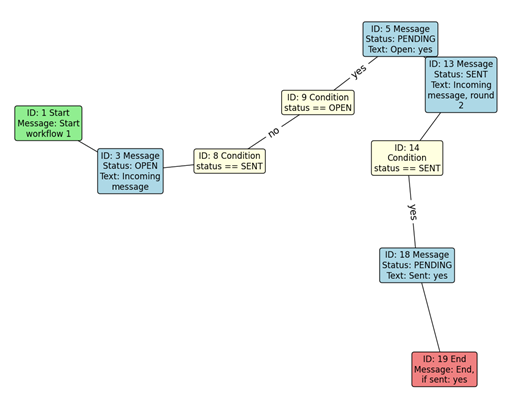 ID: 1 Start
Message: Start
workflow 1
ID: 3 Message
Status: OPEN
Text: Incoming
message
ID: 8 Condition
status == SENT
no
ID: 9 Condition
status == OPEN
yes
ID: 5 Message
Status: PENDING
Text: Open: yes
ID: 13 Message
Status: SENT
Text: Incoming
message, round
2
ID: 14
Condition
status == SENT
yes
ID: 18 Message
Status: PENDING
Text: Sent: yes
ID: 19 End
Message: End,
if sent: yes